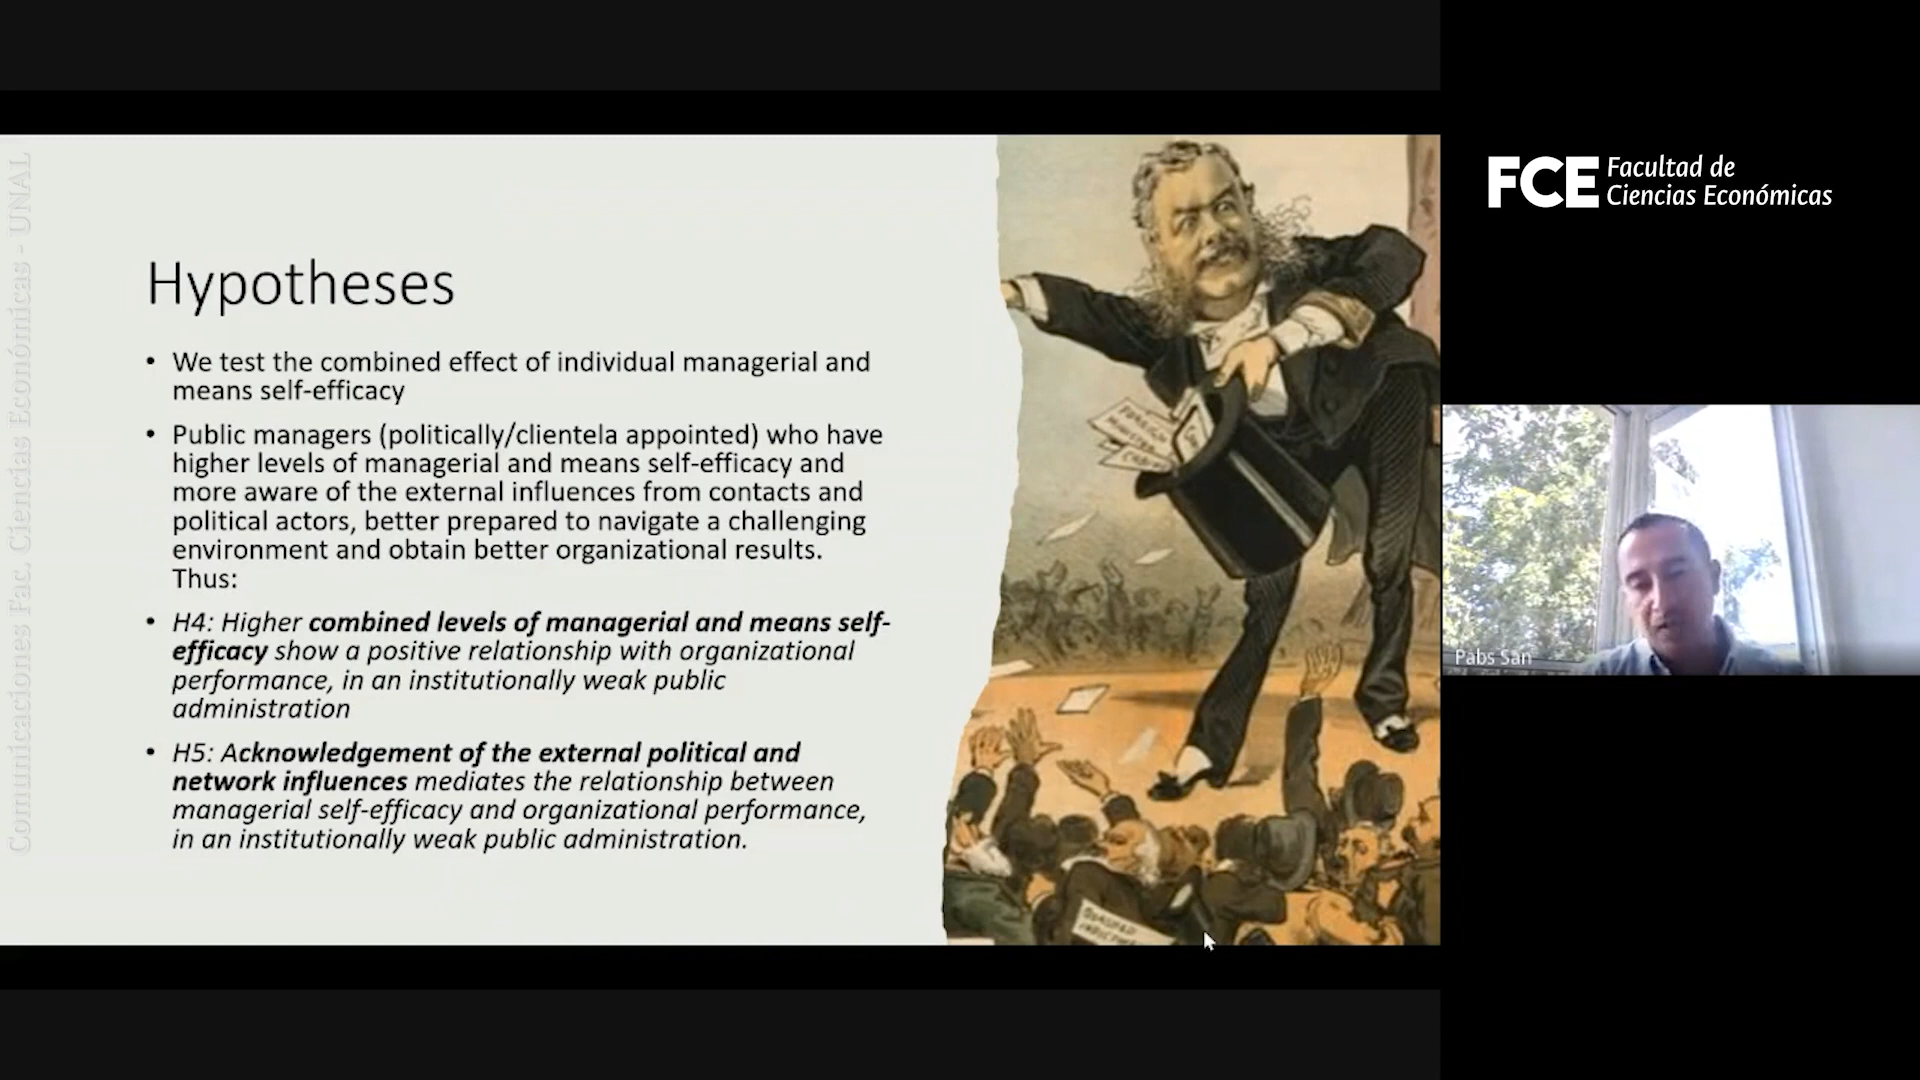 Comunicaciones Fac. Ciencias Económicas - UNAL
Hypotheses
• We test the combined effect of individual managerial and
means self-efficacy
• Public managers (politically/clientela appointed) who have
higher levels of managerial and means self-efficacy and
more aware of the external influences from contacts and
political actors, better prepared to navigate a challenging
environment and obtain better organizational results.
Thus:
• H4: Higher combined levels of managerial and means self-
efficacy show a positive relationship with organizational
performance, in an institutionally weak public
administration
• H5: Acknowledgement of the external political and
network influences mediates the relationship between
managerial self-efficacy and organizational performance,
in an institutionally weak public administration.
FCE Facultad de
Ciencias Económicas
Pabs San